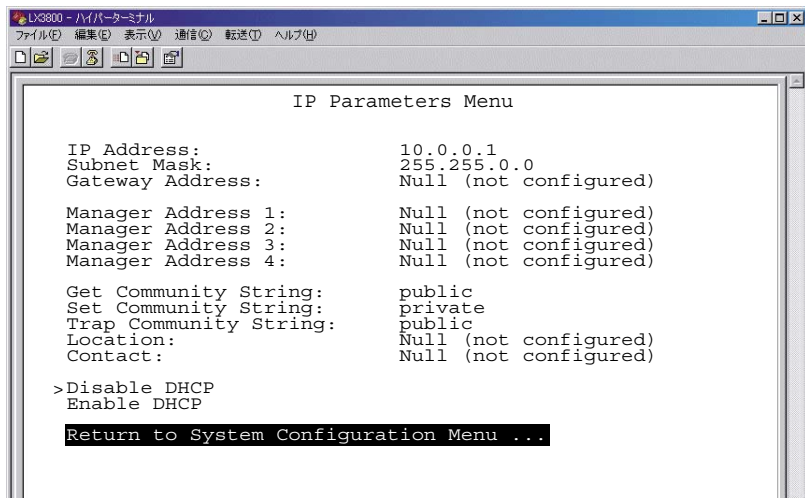 LX3800 - ハイパーターミナル
ファイル(F) 編集(E) 表示(V) 通信(C) 転送(T) ヘルプ(H)
IP Parameters Menu
IP Address: 10.0.0.1
Subnet Mask: 255.255.0.0
Gateway Address: Null (not configured)
Manager Address 1: Null (not configured)
Manager Address 2: Null (not configured)
Manager Address 3: Null (not configured)
Manager Address 4: Null (not configured)
Get Community String: public
Set Community String: private
Trap Community String: public
Location: Null (not configured)
Contact: Null (not configured)
>Disable DHCP
Enable DHCP
Return to System Configuration Menu ...